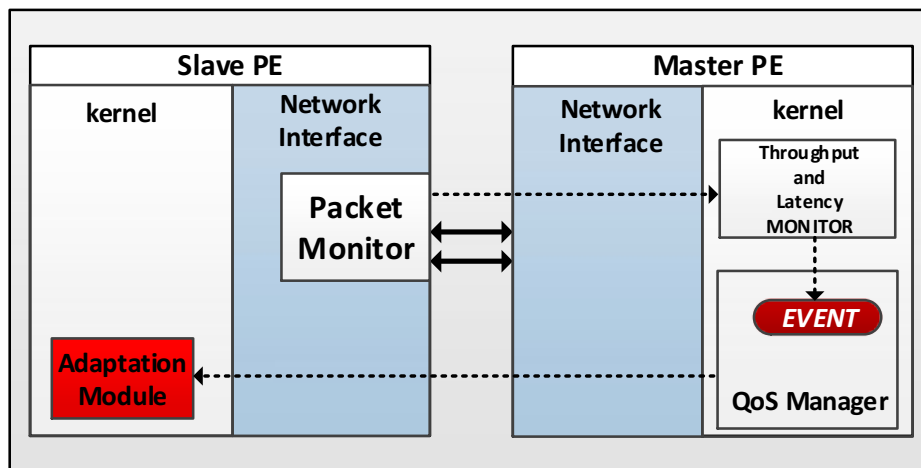 Slave PE
kernel
Network
Interface
Packet
Monitor
Adaptation
Module
Master PE
Network
Interface
kernel
Throughput
and
Latency
MONITOR
EVENT
QoS Manager